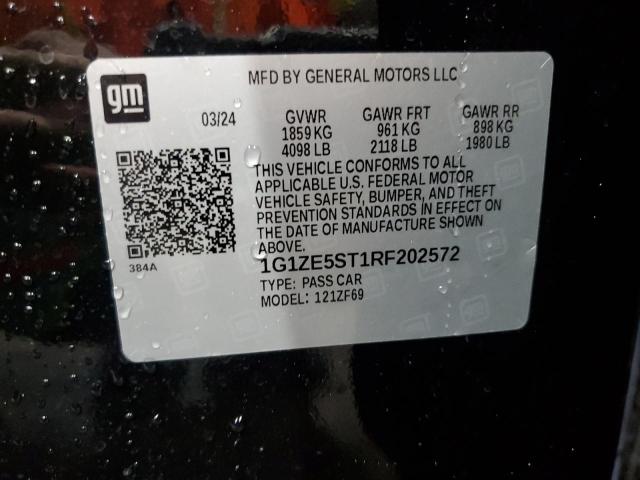 gm
MFD BY GENERAL MOTORS LLC
03/24 GVWR GAWR FRT GAWR RR
1859 KG 961 KG 898 KG
4098 LB 2118 LB 1980 LB
THIS VEHICLE CONFORMS TO ALL
APPLICABLE U.S. FEDERAL MOTOR
VEHICLE SAFETY, BUMPER, AND THEFT
PREVENTION STANDARDS IN EFFECT ON
THE DATE OF MANUFACTURE SHOWN
ABOVE.
384A
1G1ZE5ST1RF202572
TYPE: PASS CAR
MODEL: 121ZF69